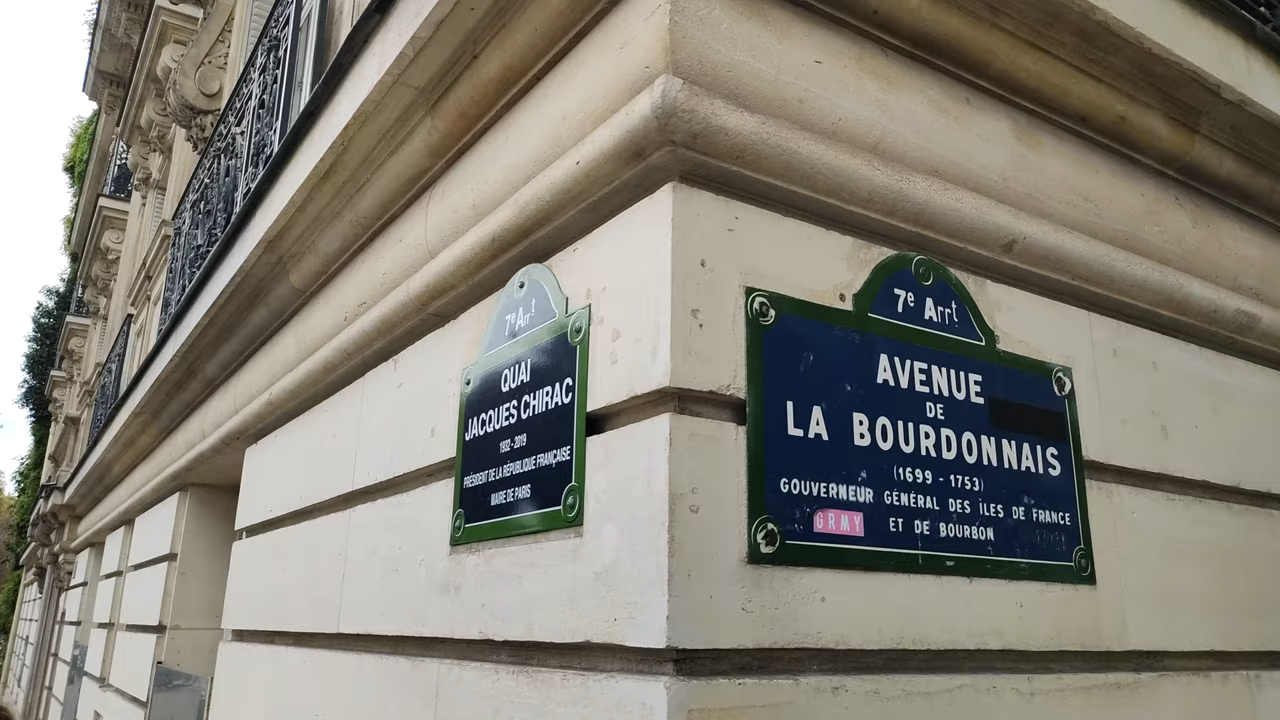 7e Arrt
QUAI
JACQUES CHIRAC
1932 - 2019
PRÉSIDENT DE LA RÉPUBLIQUE FRANÇAISE
MAIRE DE PARIS
7e Arrt
AVENUE
DE
LA BOURDONNAIS
(1699 - 1753)
GOUVERNEUR GÉNÉRAL DES ÎLES DE FRANCE
ET DE BOURBON
GRMY